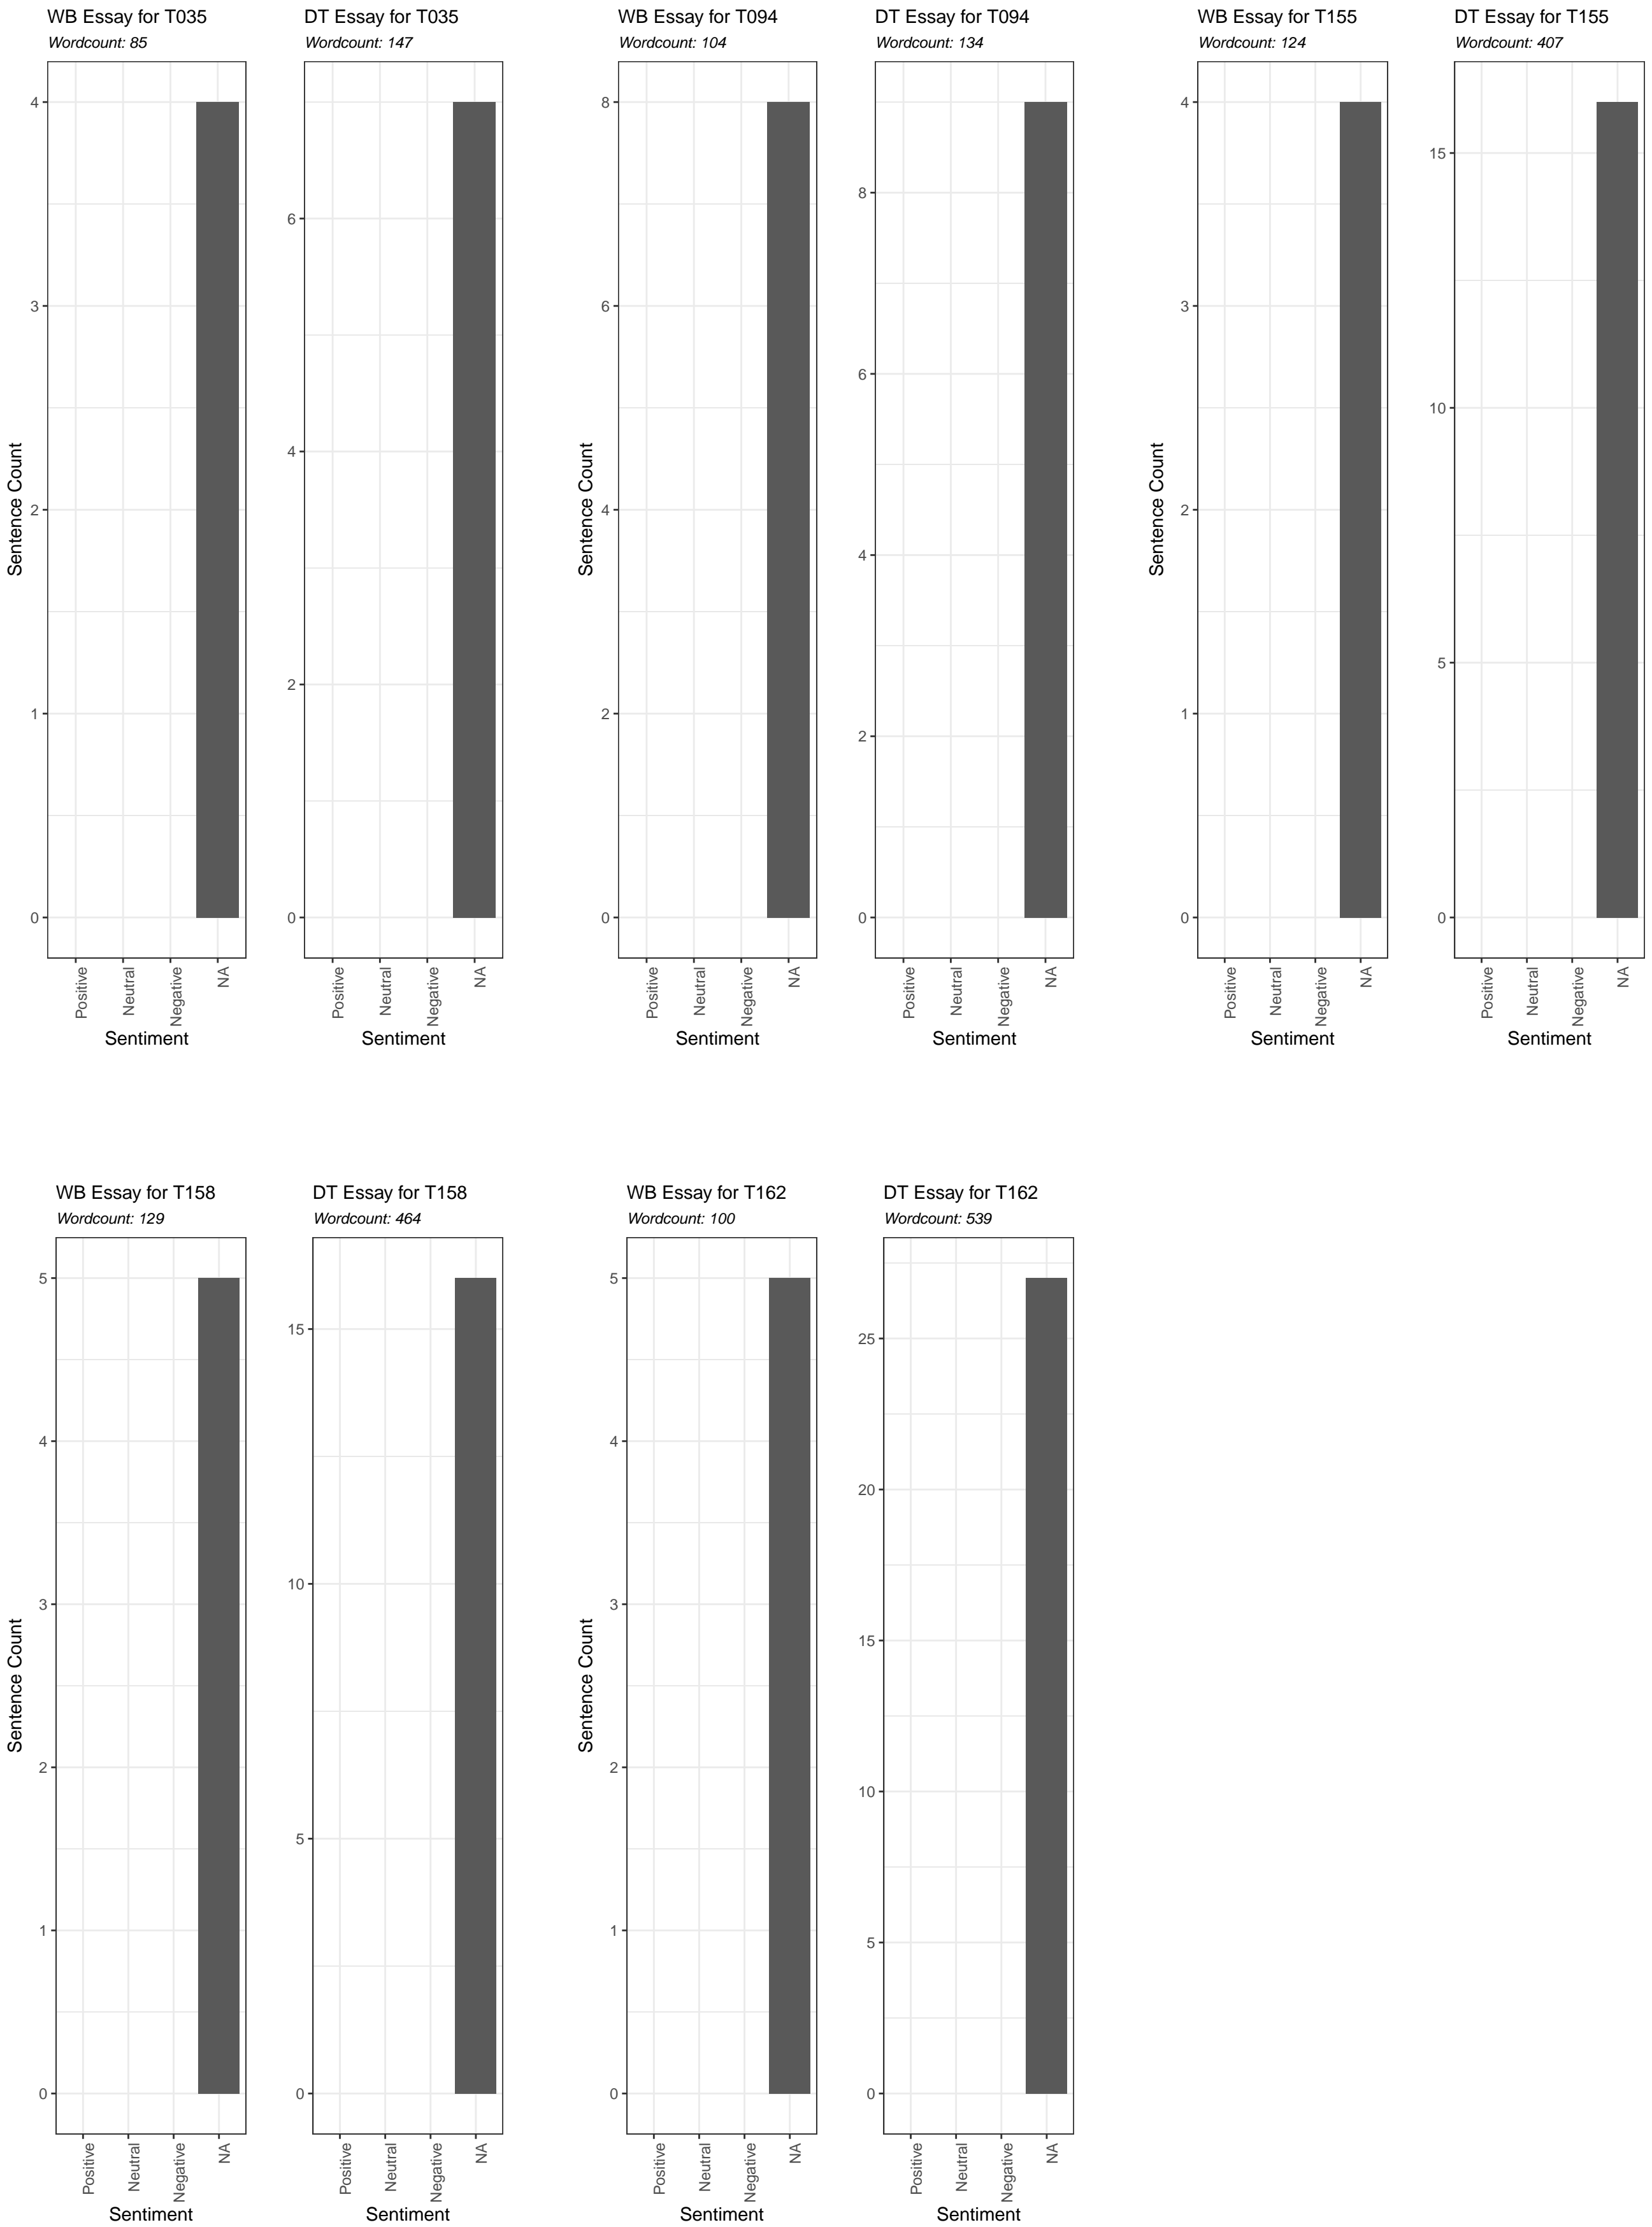 WB Essay for T035
Wordcount: 85
Sentence Count
4
3
2
1
0
Positive
Neutral
Negative
NA
Sentiment
DT Essay for T035
Wordcount: 147
6
4
2
0
Positive
Neutral
Negative
NA
Sentiment
WB Essay for T094
Wordcount: 104
Sentence Count
8
6
4
2
0
Positive
Neutral
Negative
NA
Sentiment
DT Essay for T094
Wordcount: 134
8
6
4
2
0
Positive
Neutral
Negative
NA
Sentiment
WB Essay for T155
Wordcount: 124
Sentence Count
4
3
2
1
0
Positive
Neutral
Negative
NA
Sentiment
DT Essay for T155
Wordcount: 407
15
10
5
0
Positive
Neutral
Negative
NA
Sentiment
WB Essay for T158
Wordcount: 129
Sentence Count
5
4
3
2
1
0
Positive
Neutral
Negative
NA
Sentiment
DT Essay for T158
Wordcount: 464
15
10
5
0
Positive
Neutral
Negative
NA
Sentiment
WB Essay for T162
Wordcount: 100
Sentence Count
5
4
3
2
1
0
Positive
Neutral
Negative
NA
Sentiment
DT Essay for T162
Wordcount: 539
25
20
15
10
5
0
Positive
Neutral
Negative
NA
Sentiment